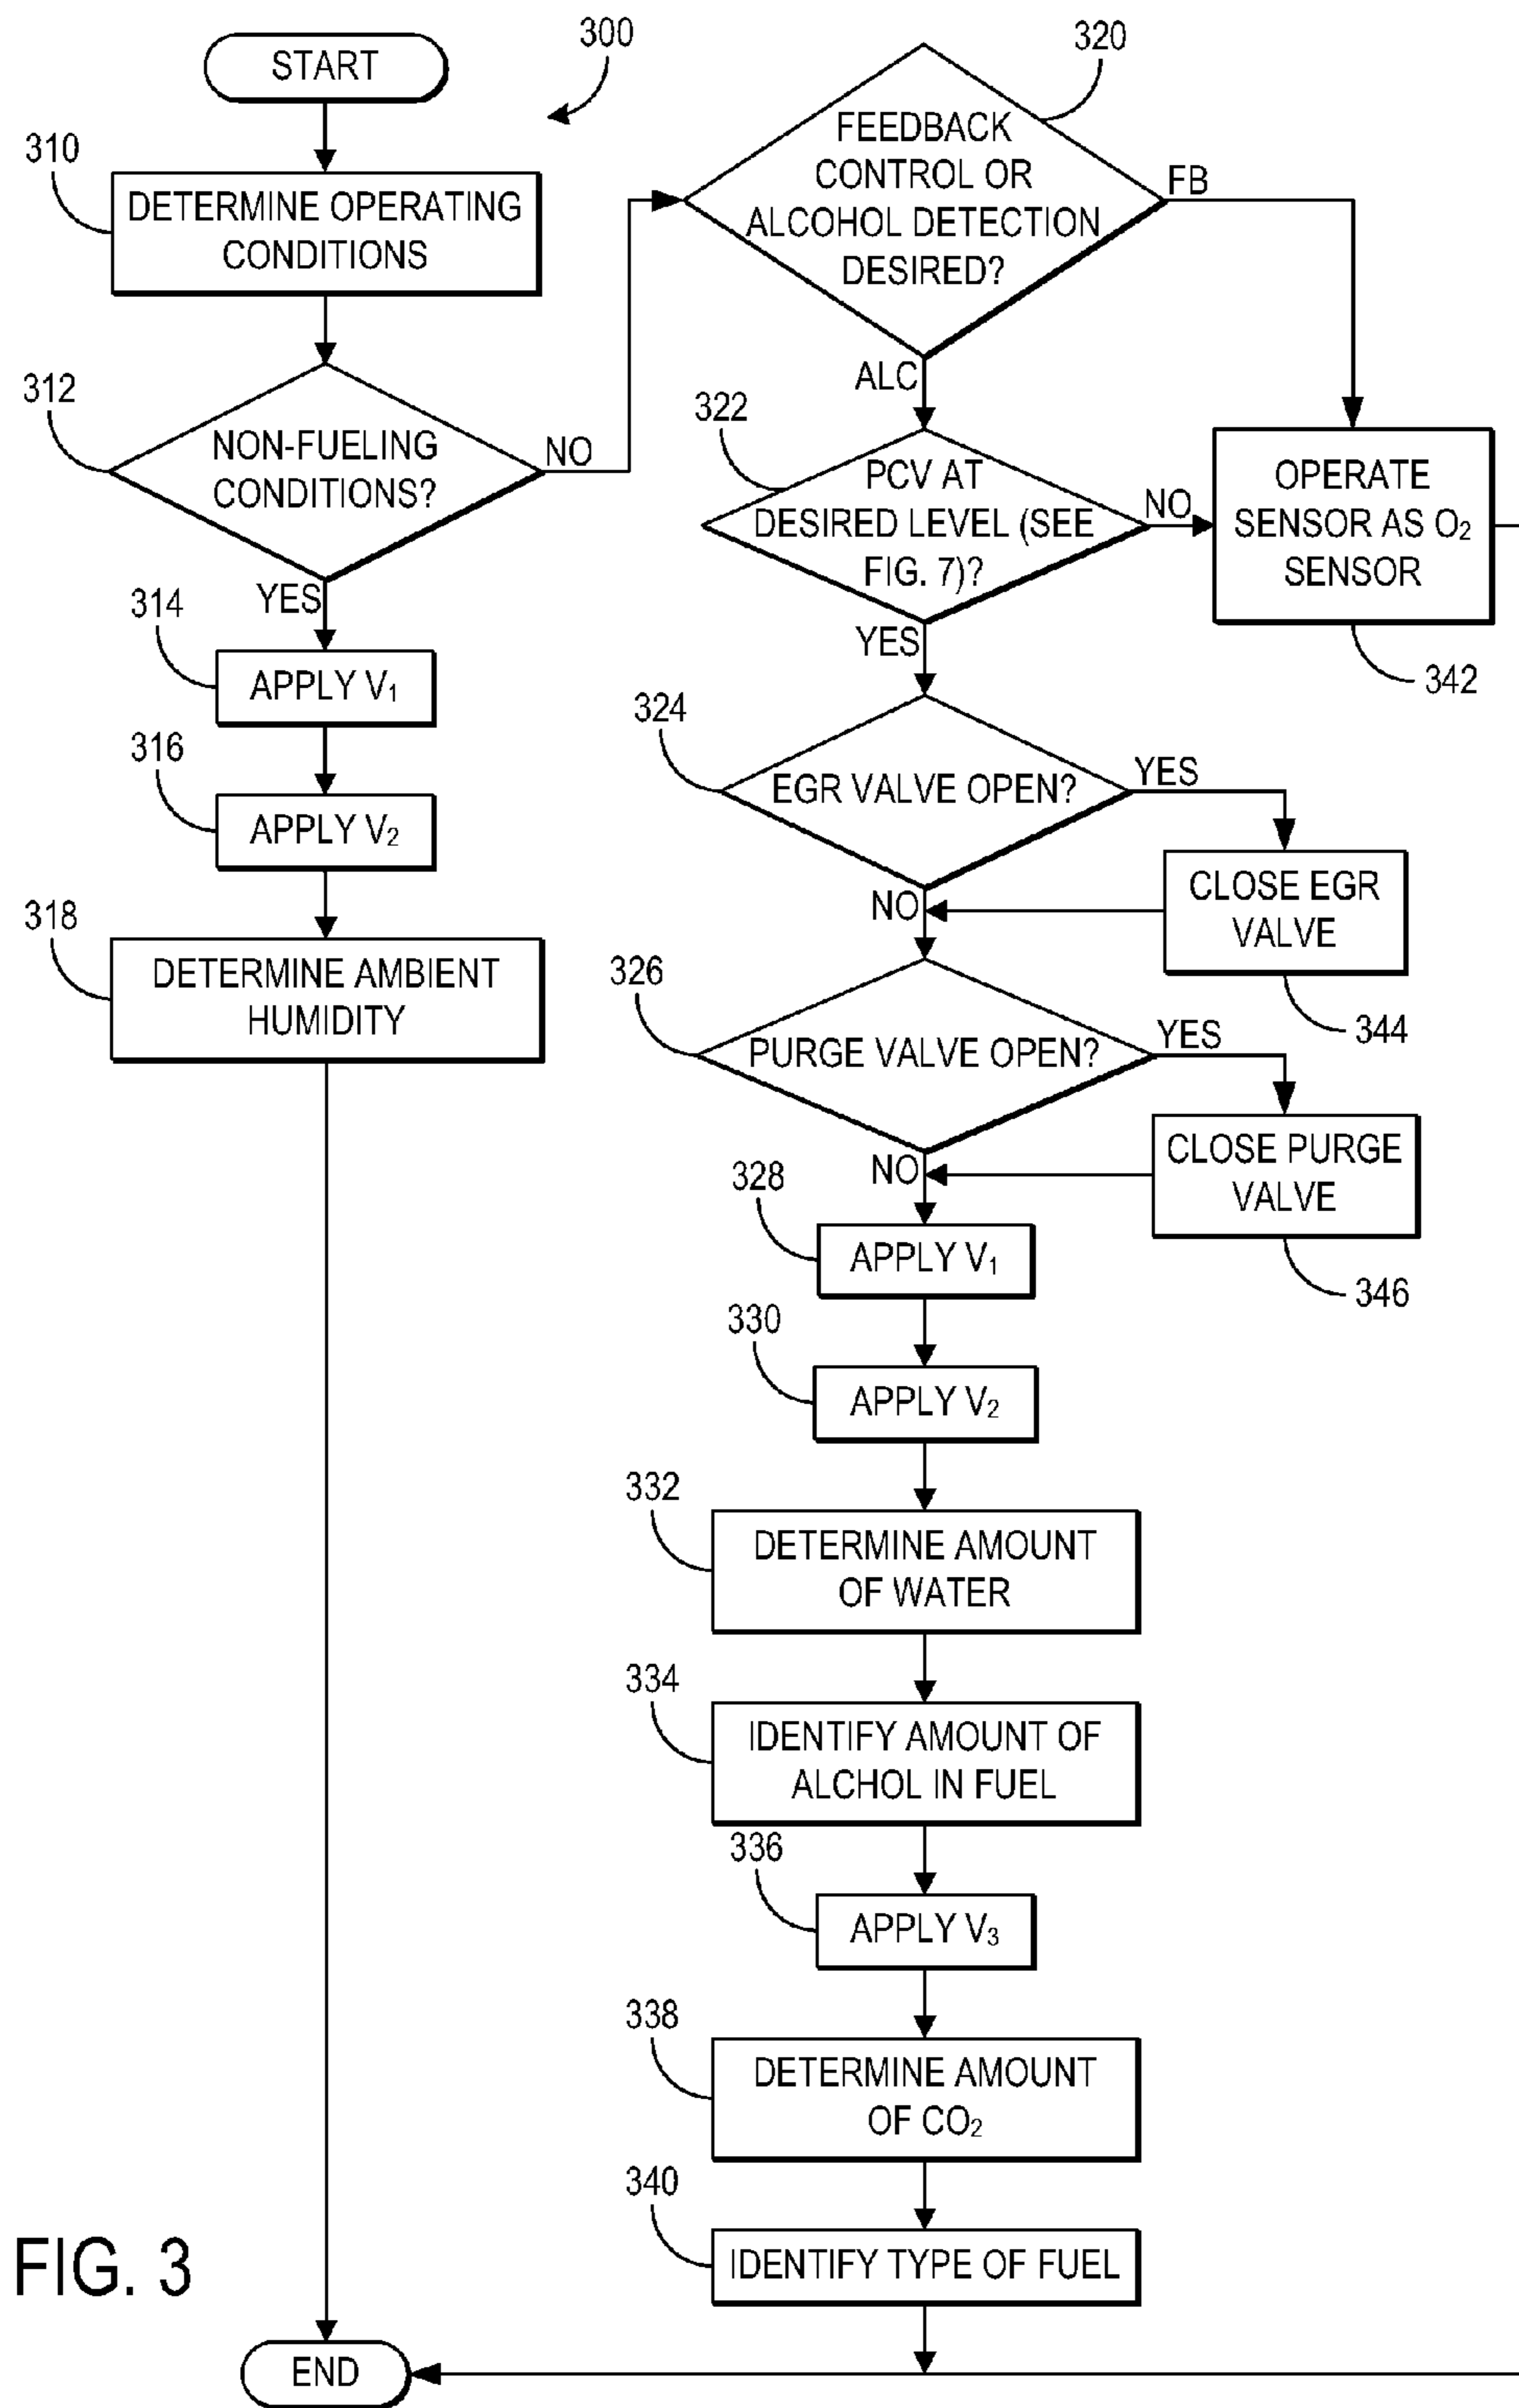 START
300
310
DETERMINE OPERATING
CONDITIONS
312
NON-FUELING
CONDITIONS?
NO
YES
314
APPLY V₁
316
APPLY V₂
318
DETERMINE AMBIENT
HUMIDITY
320
FEEDBACK
CONTROL OR
ALCOHOL DETECTION
DESIRED?
FB
ALC
322
PCV AT
DESIRED LEVEL (SEE
FIG. 7)?
NO
YES
OPERATE
SENSOR AS O₂
SENSOR
342
324
EGR VALVE OPEN?
YES
NO
CLOSE EGR
VALVE
344
326
PURGE VALVE OPEN?
YES
NO
CLOSE PURGE
VALVE
346
328
APPLY V₁
330
APPLY V₂
332
DETERMINE AMOUNT
OF WATER
334
IDENTIFY AMOUNT OF
ALCHOL IN FUEL
336
APPLY V₃
338
DETERMINE AMOUNT
OF CO₂
340
IDENTIFY TYPE OF FUEL
END
FIG. 3